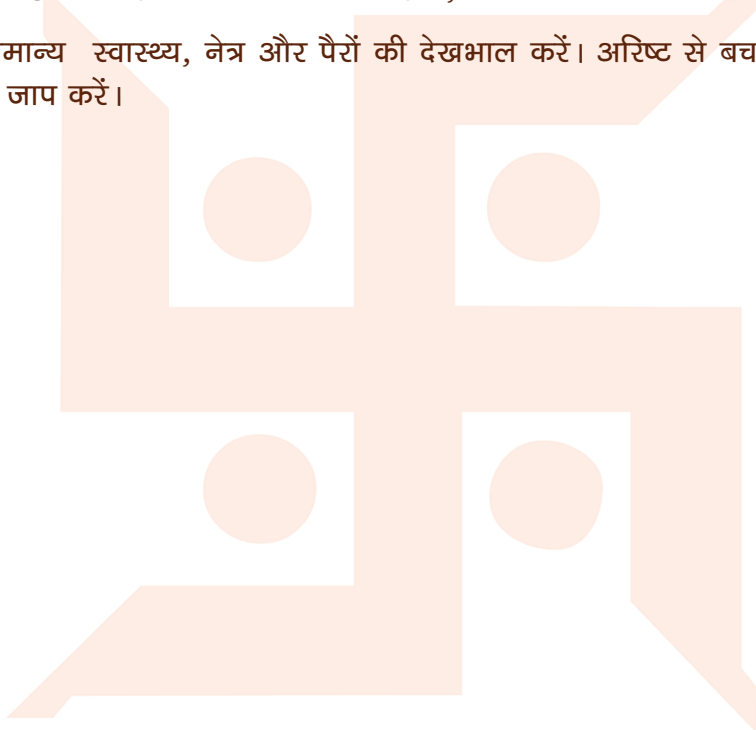 मान्य स्वास्थ्य, नेत्र और पैरों की देखभाल करें। अरिष्ट से बच
जाप करें।